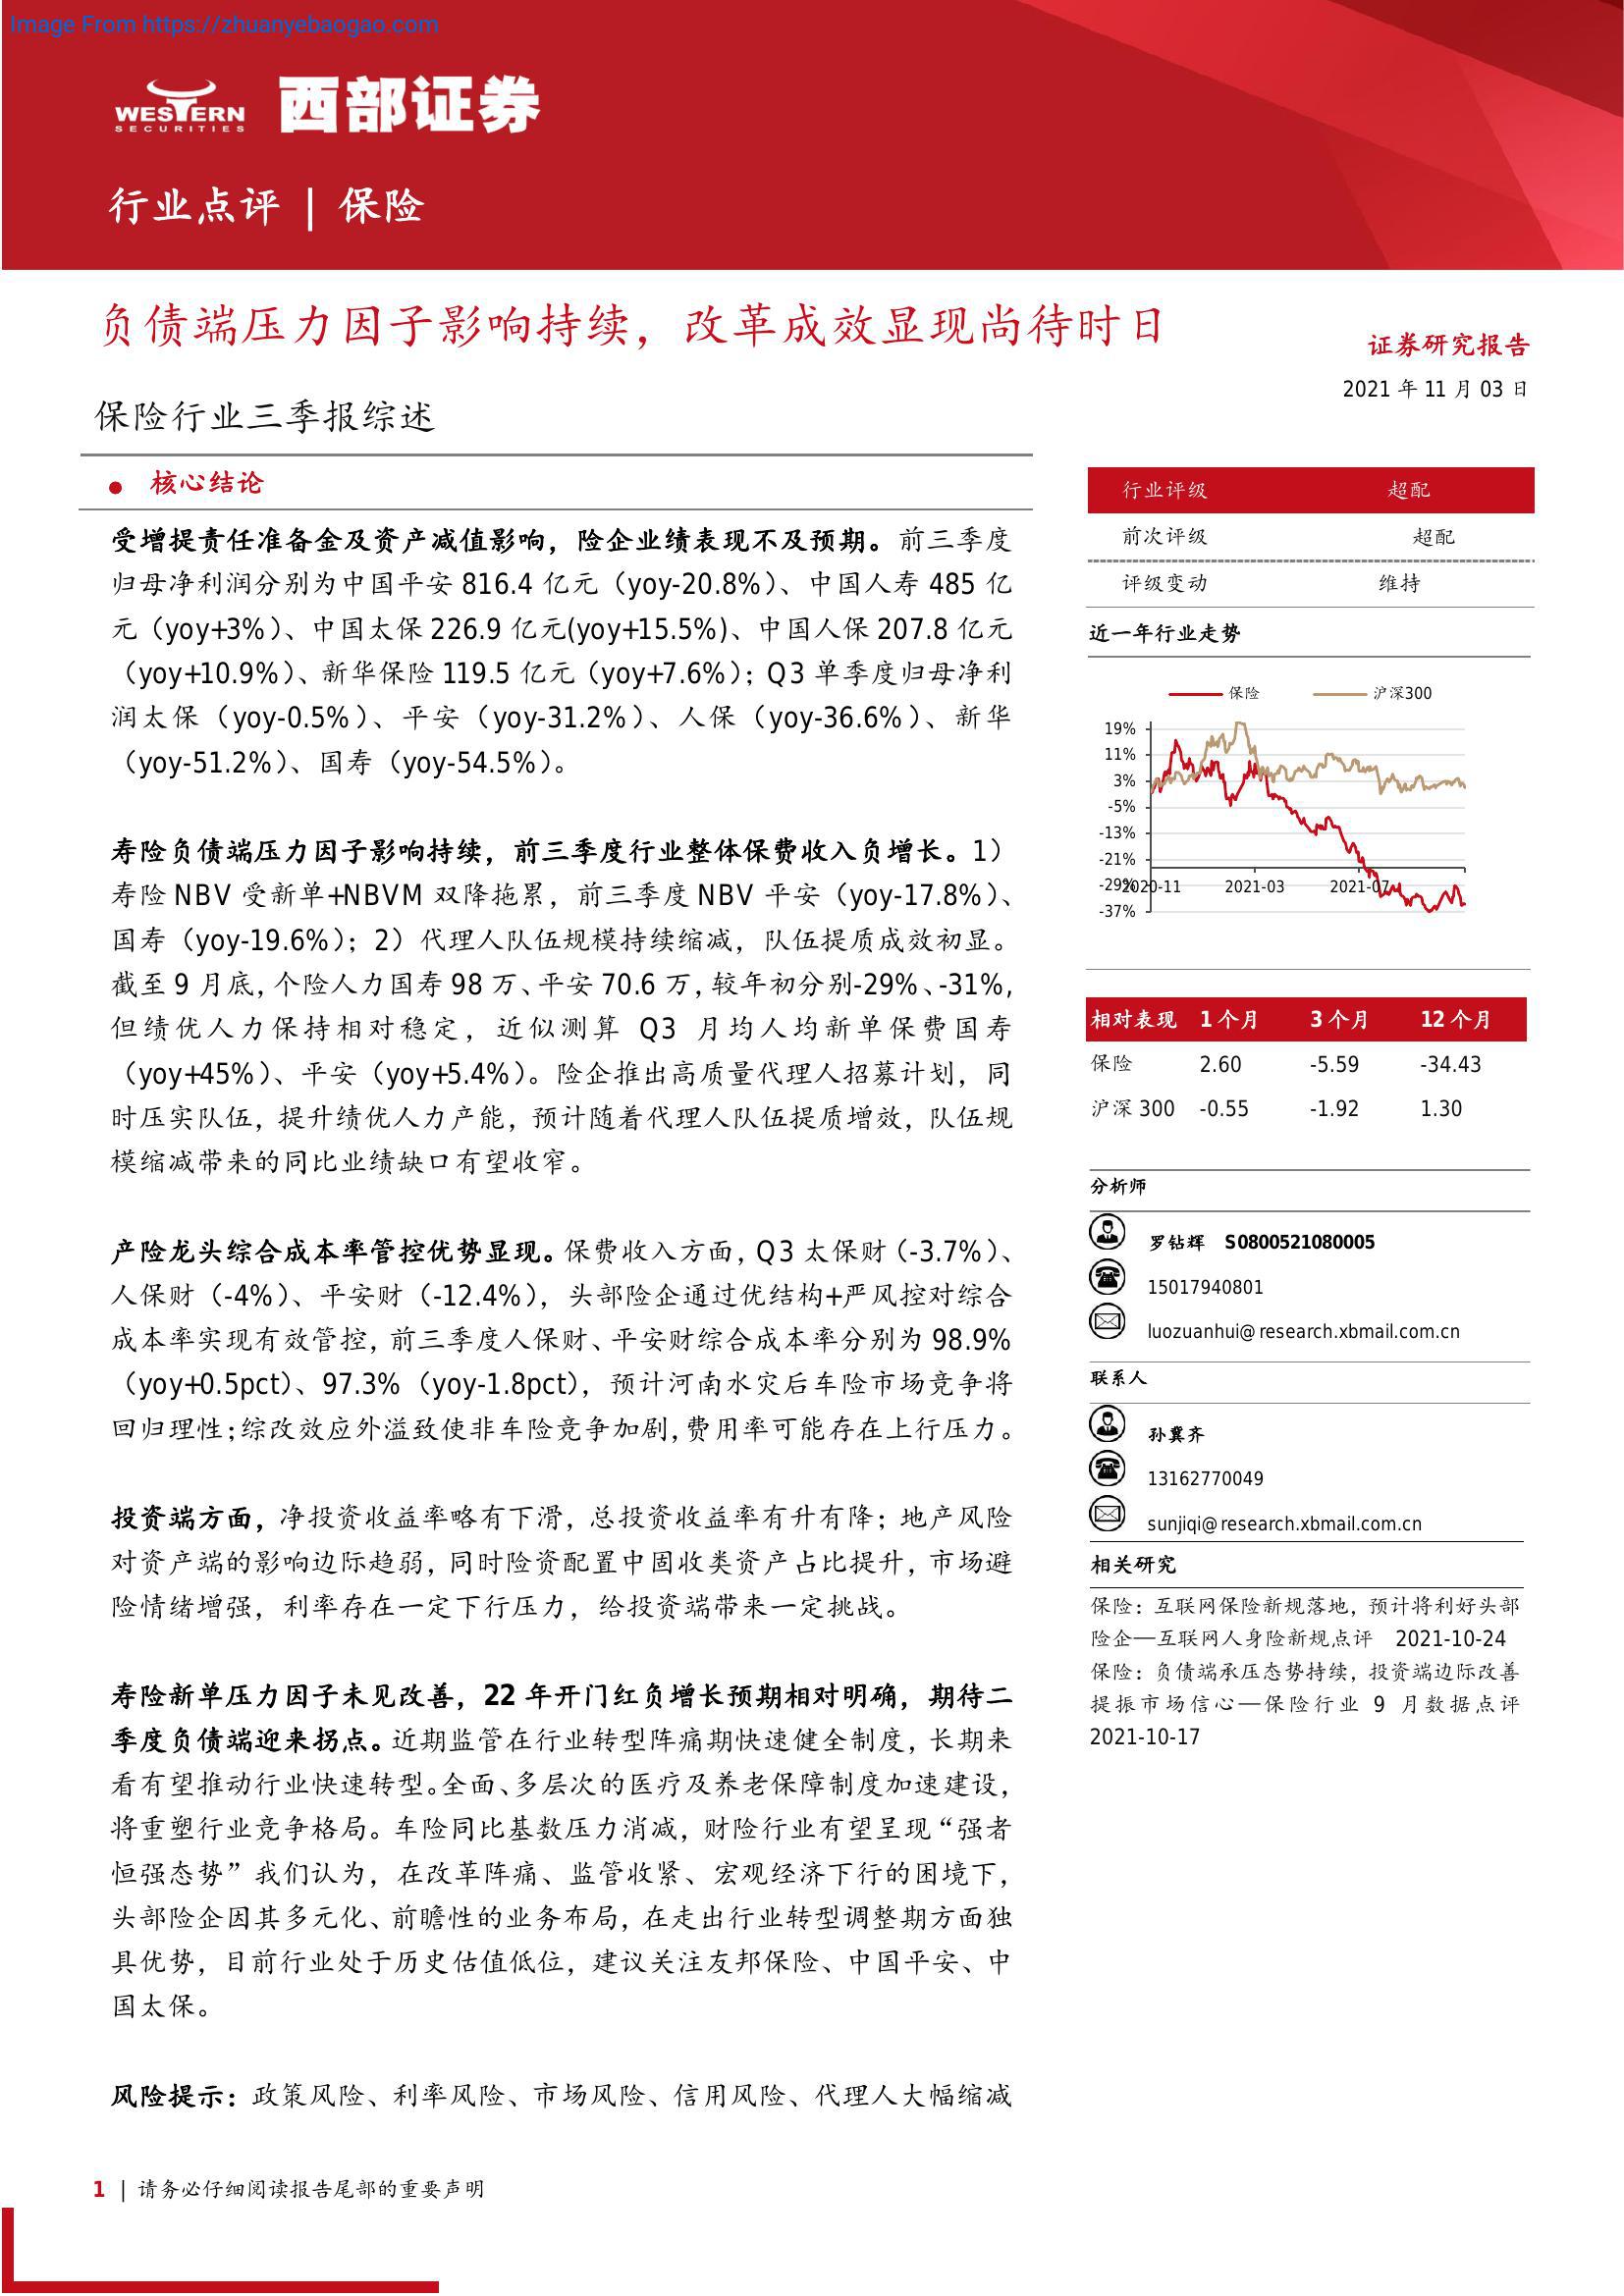 Image From https://zhuanyebaogao.com
WESTERN
SECURITIES
西部证券
行业点评 | 保险
负债端压力因子影响持续，改革成效显现尚待时日
保险行业三季报综述
● 核心结论
受增提责任准备金及资产减值影响，险企业绩表现不及预期。前三季度
归母净利润分别为中国平安 816.4 亿元（yoy-20.8%）、中国人寿 485 亿
元（yoy+3%）、中国太保 226.9 亿元(yoy+15.5%)、中国人保 207.8 亿元
（yoy+10.9%）、新华保险 119.5 亿元（yoy+7.6%）；Q3 单季度归母净利
润太保（yoy-0.5%）、平安（yoy-31.2%）、人保（yoy-36.6%）、新华
（yoy-51.2%）、国寿（yoy-54.5%）。
寿险负债端压力因子影响持续，前三季度行业整体保费收入负增长。1）
寿险 NBV 受新单+NBVM 双降拖累，前三季度 NBV 平安（yoy-17.8%）、
国寿（yoy-19.6%）；2）代理人队伍规模持续缩减，队伍提质成效初显。
截至 9 月底，个险人力国寿 98 万、平安 70.6 万，较年初分别-29%、-31%，
但绩优人力保持相对稳定，近似测算 Q3 月均人均新单保费国寿
（yoy+45%）、平安（yoy+5.4%）。险企推出高质量代理人招募计划，同
时压实队伍，提升绩优人力产能，预计随着代理人队伍提质增效，队伍规
模缩减带来的同比业绩缺口有望收窄。
产险龙头综合成本率管控优势显现。保费收入方面，Q3 太保财（-3.7%）、
人保财（-4%）、平安财（-12.4%），头部险企通过优结构+严风控对综合
成本率实现有效管控，前三季度人保财、平安财综合成本率分别为 98.9%
（yoy+0.5pct）、97.3%（yoy-1.8pct），预计河南水灾后车险市场竞争将
回归理性；综改效应外溢致使非车险竞争加剧，费用率可能存在上行压力。
投资端方面，净投资收益率略有下滑，总投资收益率有升有降；地产风险
对资产端的影响边际趋弱，同时险资配置中固收类资产占比提升，市场避
险情绪增强，利率存在一定下行压力，给投资端带来一定挑战。
寿险新单压力因子未见改善，22 年开门红负增长预期相对明确，期待二
季度负债端迎来拐点。近期监管在行业转型阵痛期快速健全制度，长期来
看有望推动行业快速转型。全面、多层次的医疗及养老保障制度加速建设，
将重塑行业竞争格局。车险同比基数压力消减，财险行业有望呈现“强者
恒强态势”我们认为，在改革阵痛、监管收紧、宏观经济下行的困境下，
头部险企因其多元化、前瞻性的业务布局，在走出行业转型调整期方面独
具优势，目前行业处于历史估值低位，建议关注友邦保险、中国平安、中
国太保。
风险提示：政策风险、利率风险、市场风险、信用风险、代理人大幅缩减
证券研究报告
2021 年 11 月 03 日
行业评级 超配
前次评级 超配
评级变动 维持
近一年行业走势
保险 沪深300
19%
11%
3%
-5%
-13%
-21%
-29%
-37%
2020-11 2021-03 2021-07
相对表现 1 个月 3 个月 12 个月
保险 2.60 -5.59 -34.43
沪深 300 -0.55 -1.92 1.30
分析师
罗钻辉 S0800521080005
15017940801
luozuanhui@research.xbmail.com.cn
联系人
孙冀齐
13162770049
sunjiqi@research.xbmail.com.cn
相关研究
保险：互联网保险新规落地，预计将利好头部
险企—互联网人身险新规点评 2021-10-24
保险：负债端承压态势持续，投资端边际改善
提振市场信心—保险行业 9 月数据点评
2021-10-17
1 | 请务必仔细阅读报告尾部的重要声明